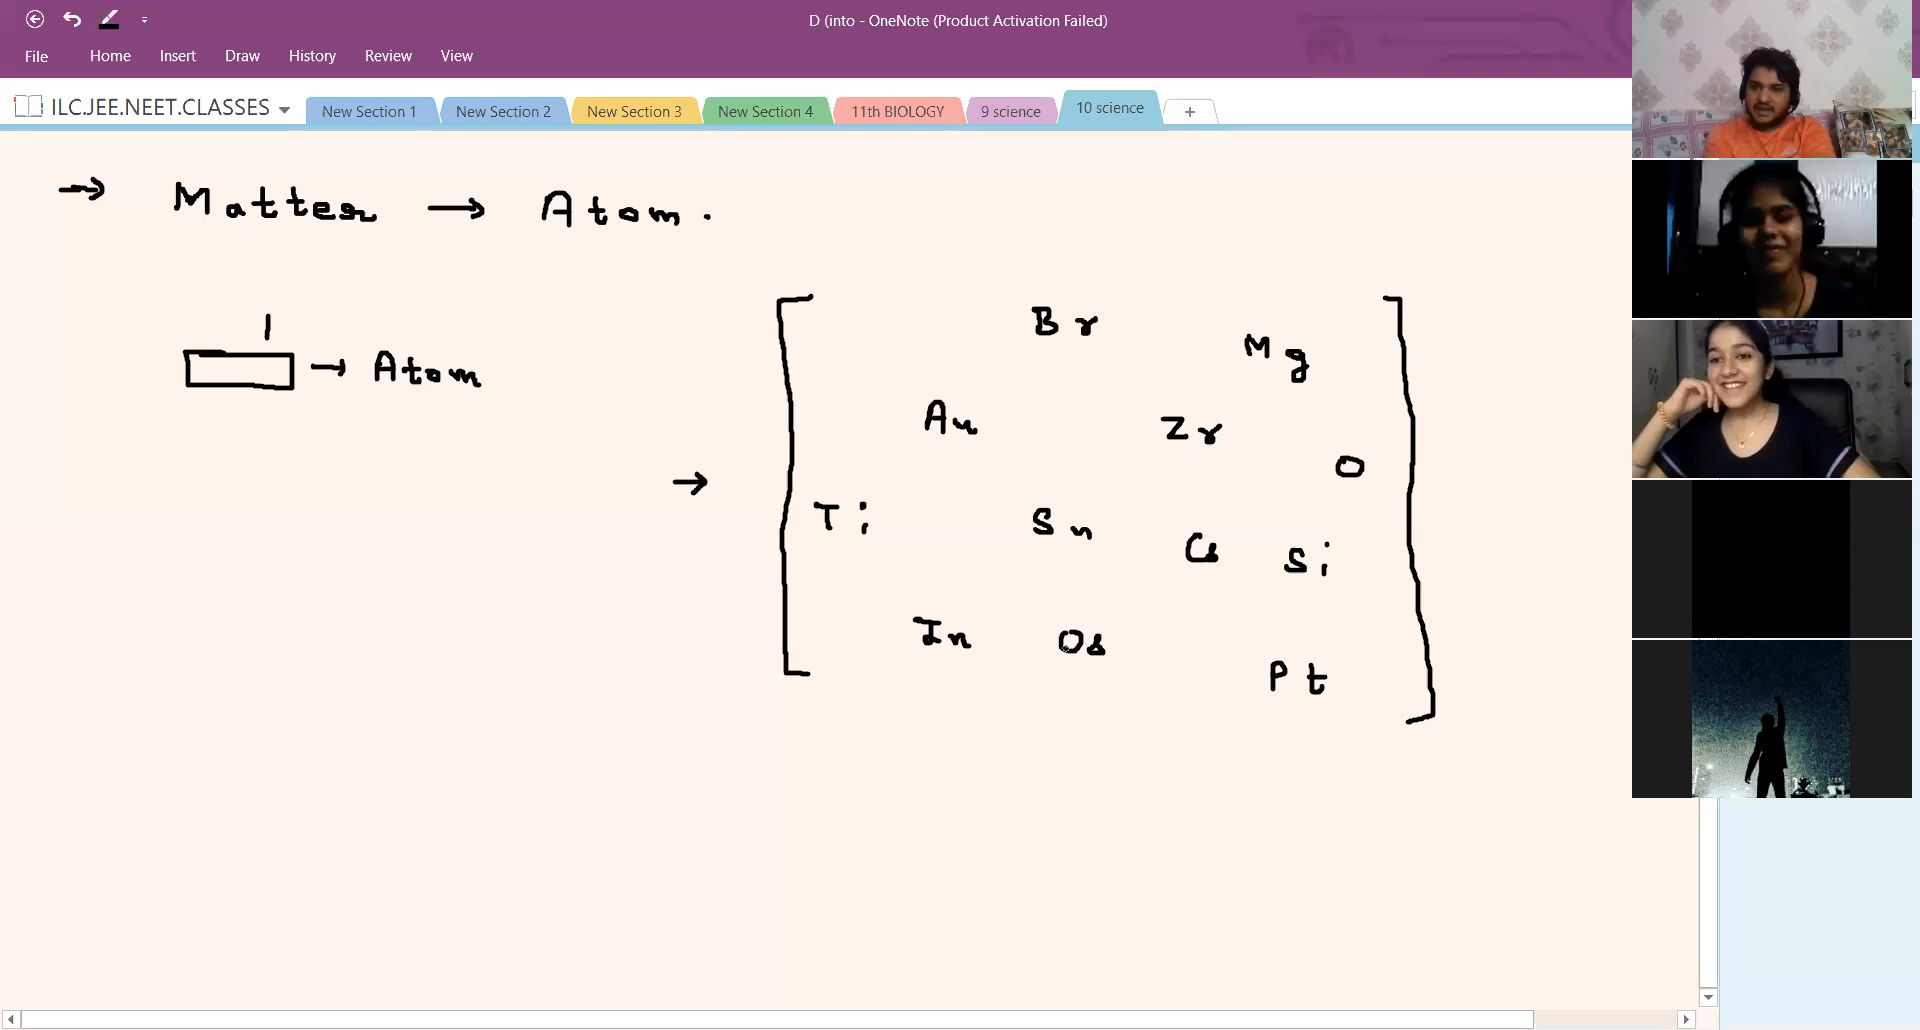 D (into - OneNote (Product Activation Failed)
File Home Insert Draw History Review View
ILC.JEE.NEET.CLASSES New Section 1 New Section 2 New Section 3 New Section 4 11th BIOLOGY 9 science 10 science +
→ Matter → Atom.
Br
Mg
→ Atom
Au
Zr
O
→
Ti
Sn
Si
In
Os
Pt